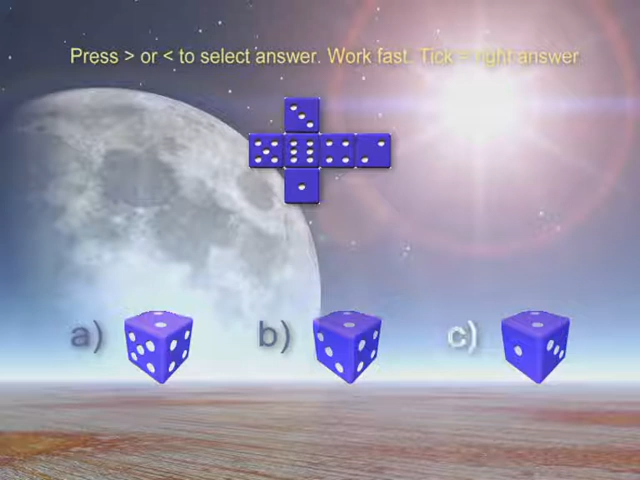 Press > or < to select answer. Work fast. Tick = right answer
a) b) c)